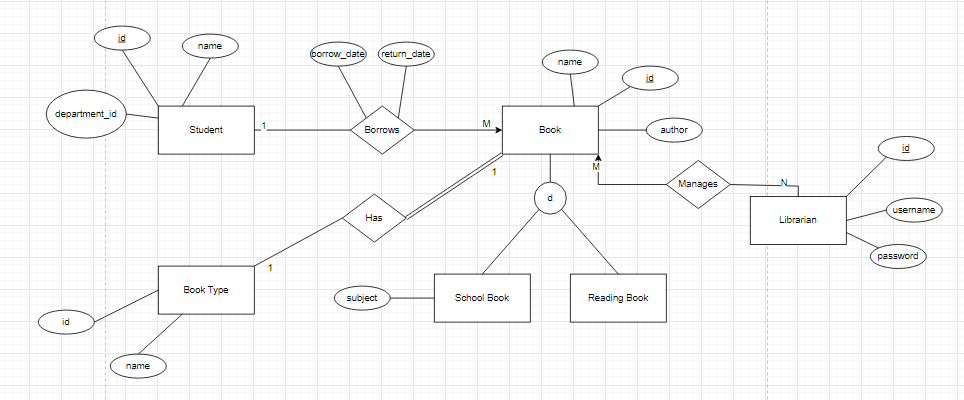 id
name
department_id
Student
1
borrow_date
return_date
Borrows
M
name
id
Book
author
1
M
Manages
N
id
Librarian
username
password
Has
d
1
Book Type
id
name
subject
School Book
Reading Book